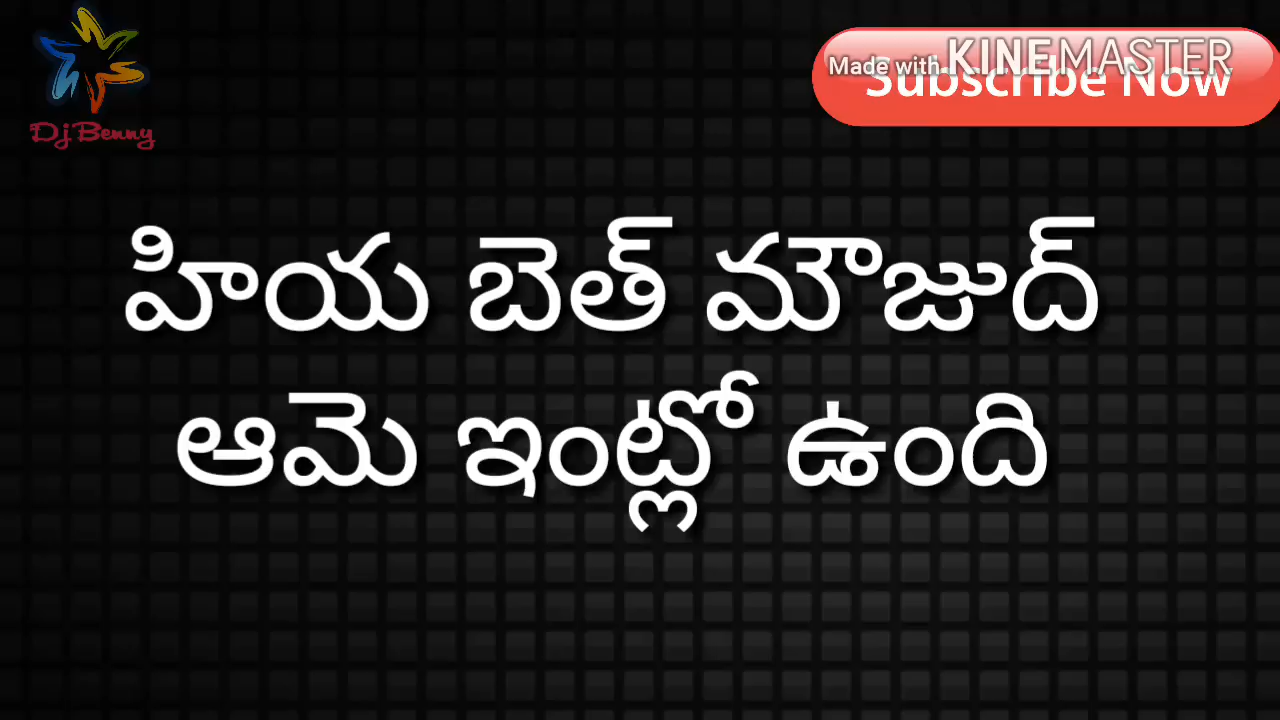 Dj Benny
Made with KINEMASTER
Subscribe Now
హియ బెత్ మౌజుద్
ఆమె ఇంట్లో ఉంది